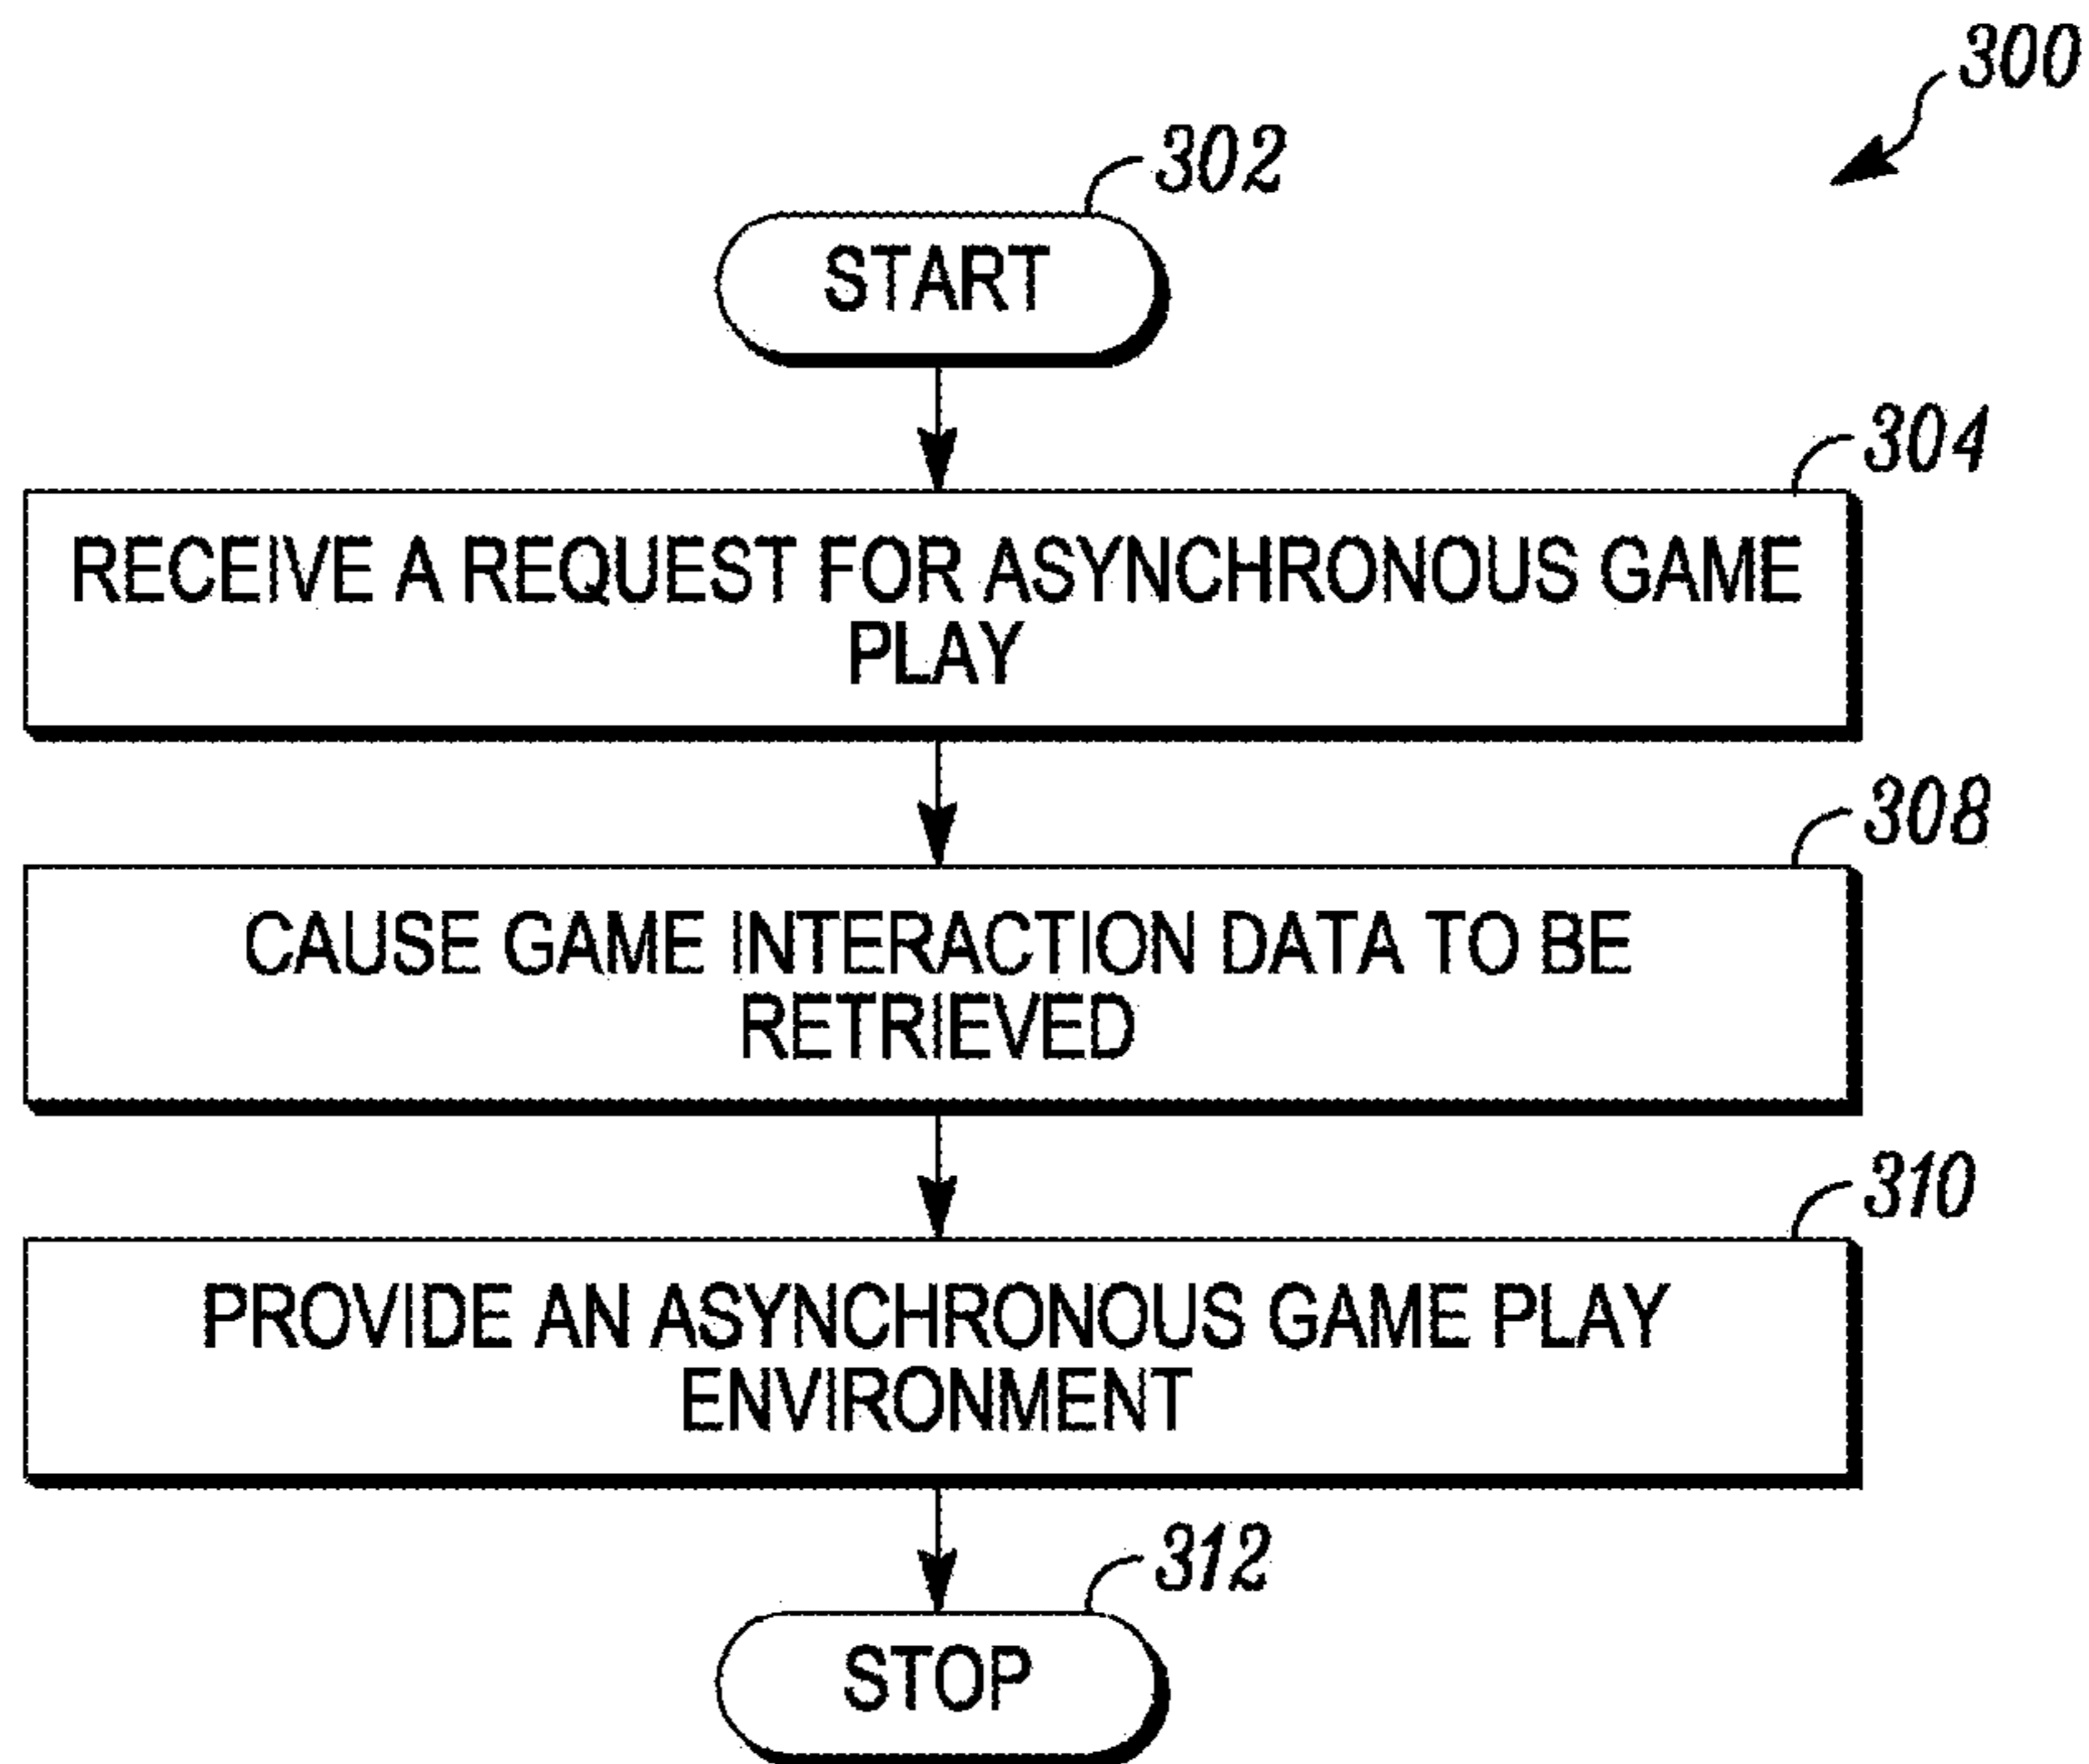 300
302
START
304
RECEIVE A REQUEST FOR ASYNCHRONOUS GAME
PLAY
308
CAUSE GAME INTERACTION DATA TO BE
RETRIEVED
310
PROVIDE AN ASYNCHRONOUS GAME PLAY
ENVIRONMENT
312
STOP